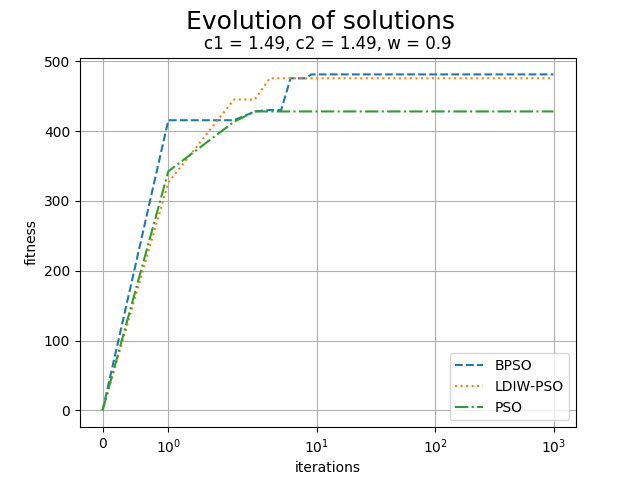 Evolution of solutions
c1 = 1.49, c2 = 1.49, w = 0.9
500
400
300
200
100
0
fitness
0
10⁰
10¹
10²
10³
iterations
BPSO
LDIW-PSO
PSO